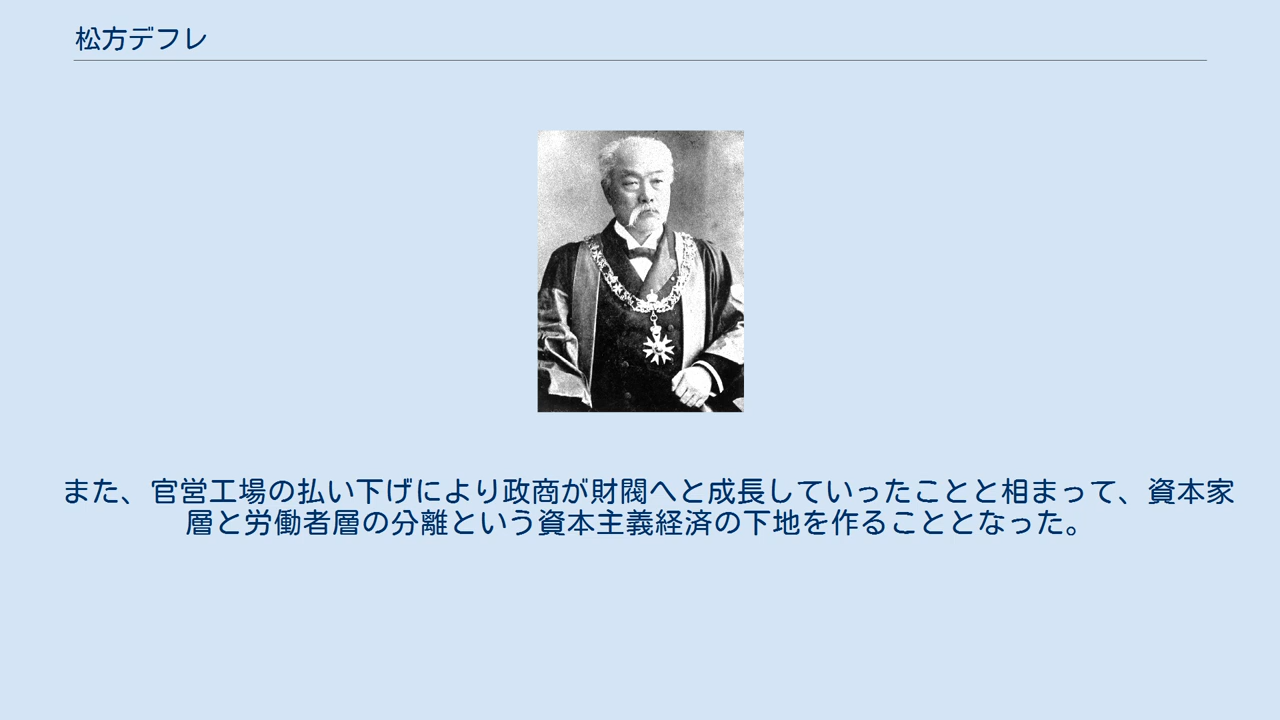 松方デフレ
また、官営工場の払い下げにより政商が財閥へと成長していったことと相まって、資本家
層と労働者層の分離という資本主義経済の下地を作ることとなった。